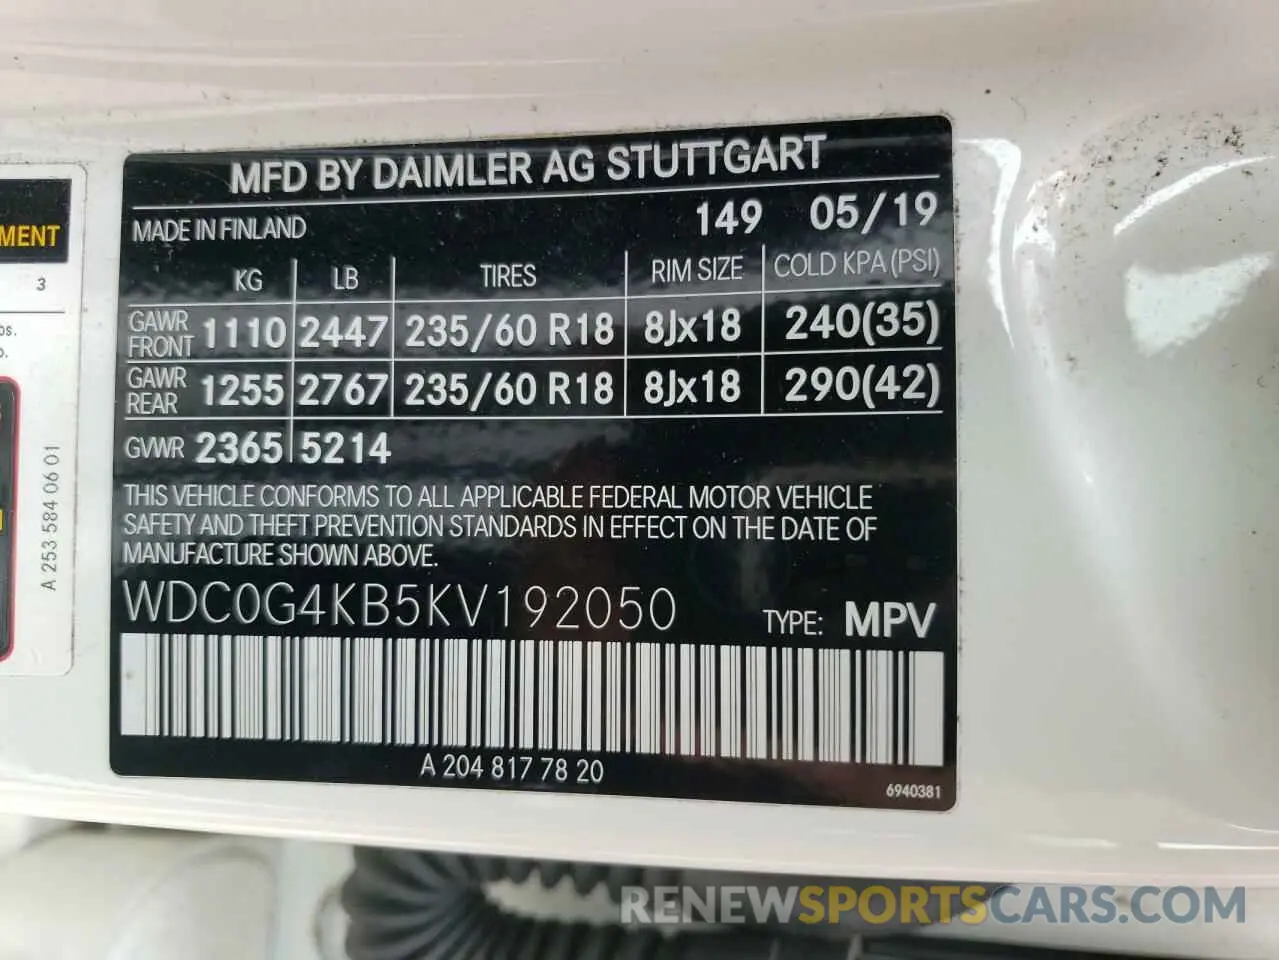 MFD BY DAIMLER AG STUTTGART
MADE IN FINLAND 149 05/19
KG LB TIRES RIM SIZE COLD KPA (PSI)
GAWR FRONT 1110 2447 235/60 R18 8Jx18 240(35)
GAWR REAR 1255 2767 235/60 R18 8Jx18 290(42)
GVWR 2365 5214
THIS VEHICLE CONFORMS TO ALL APPLICABLE FEDERAL MOTOR VEHICLE
SAFETY AND THEFT PREVENTION STANDARDS IN EFFECT ON THE DATE OF
MANUFACTURE SHOWN ABOVE.
WDC0G4KB5KV192050 TYPE: MPV
A 204 817 78 20
6940381
MENT
3
A 253 584 06 01
RENEWSPORTSCARS.COM